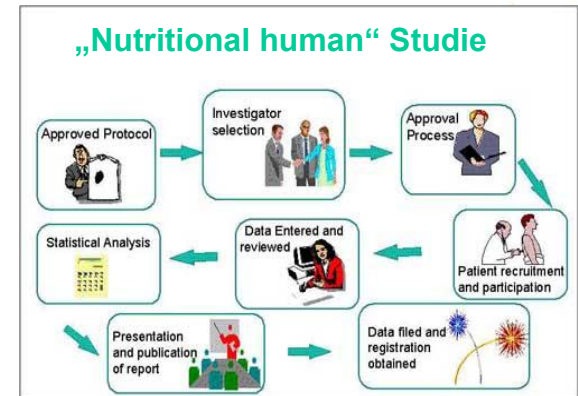 „Nutritional human“ Studie
Approved Protocol
Investigator
selection
Approval
Process
Patient recruitment
and participation
Data Entered and
reviewed
Statistical Analysis
Presentation
and publication
of report
Data filed and
registration
obtained